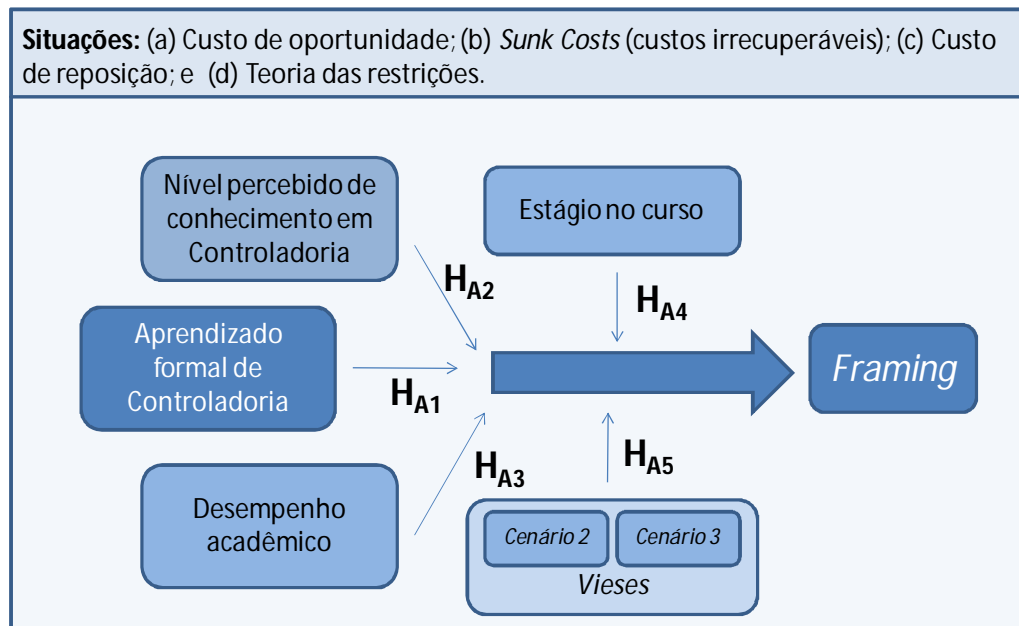 Situações: (a) Custo de oportunidade; (b) Sunk Costs (custos irrecuperáveis); (c) Custo
de reposição; e (d) Teoria das restrições.
Nível percebido de
conhecimento em
Controladoria
Estágio no curso
HA2
HA4
Aprendizado
formal de
Controladoria
HA1
Framing
HA3
HA5
Desempenho
acadêmico
Cenário 2
Cenário 3
Vieses